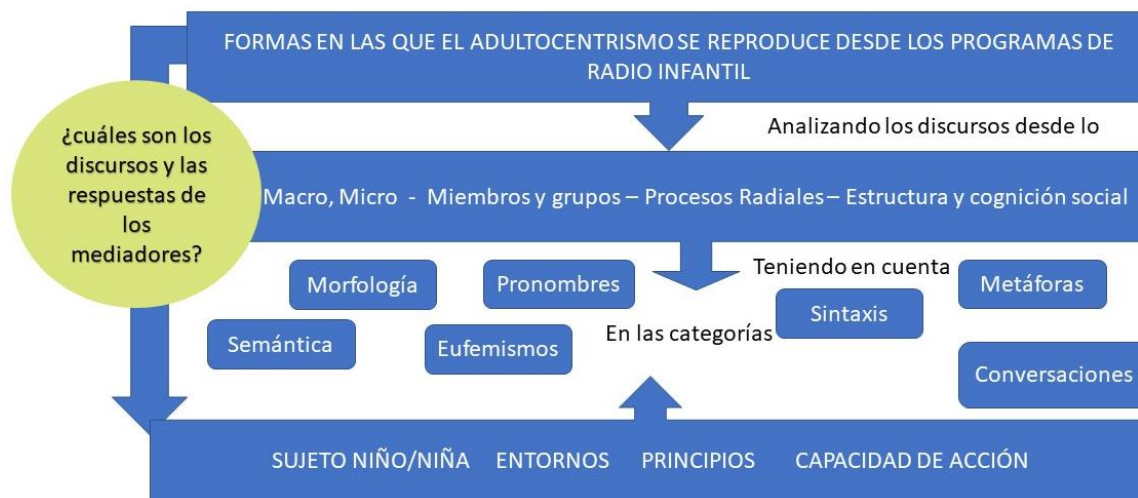 FORMAS EN LAS QUE EL ADULTOCENTRISMO SE REPRODUCE DESDE LOS PROGRAMAS DE
RADIO INFANTIL
¿cuáles son los
discursos y las
respuestas de
los
mediadores?
Analizando los discursos desde lo
Macro, Micro - Miembros y grupos – Procesos Radiales – Estructura y cognición social
Teniendo en cuenta
Morfología
Pronombres
Metáforas
Sintaxis
Semántica
Eufemismos
En las categorías
Conversaciones
SUJETO NIÑO/NIÑA ENTORNOS PRINCIPIOS CAPACIDAD DE ACCIÓN